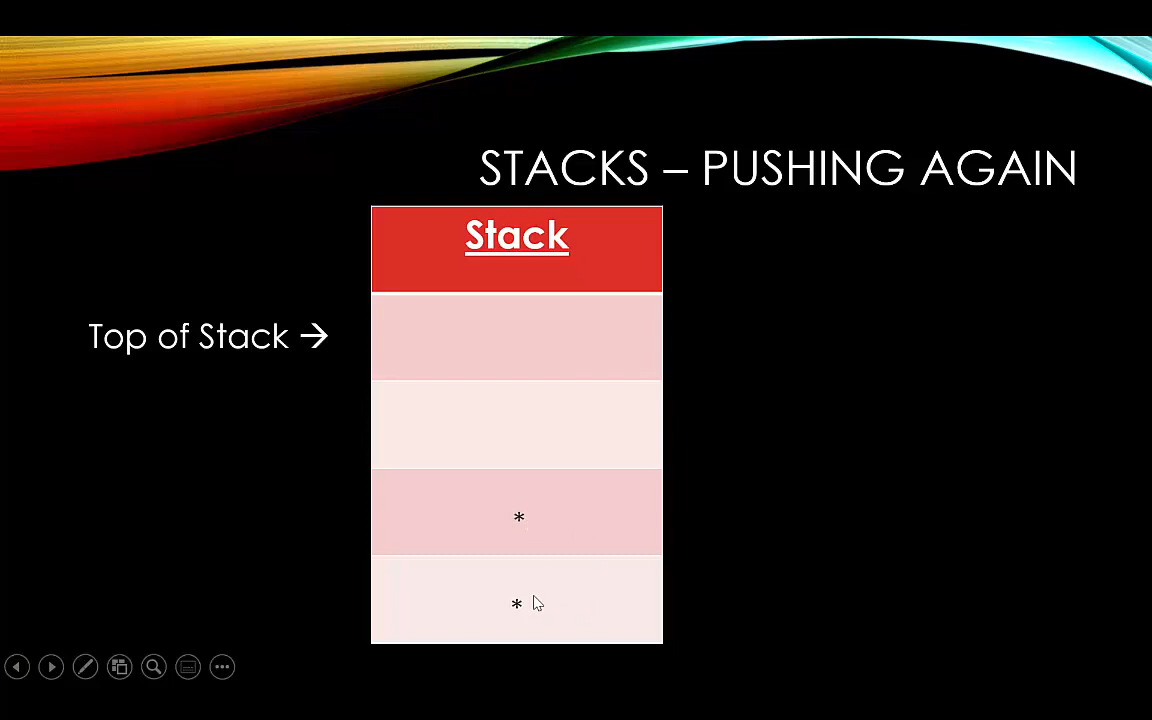 STACKS – PUSHING AGAIN
Stack
Top of Stack →
*
*